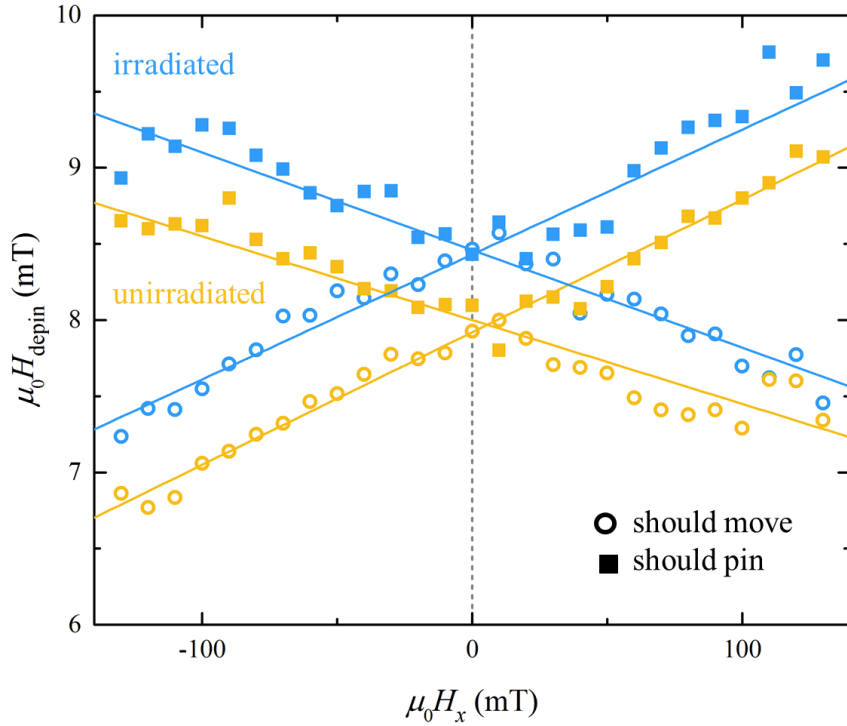 10
9
8
7
6
-100
0
100
μ₀Hdepin (mT)
μ₀Hₓ (mT)
irradiated
unirradiated
should move
should pin